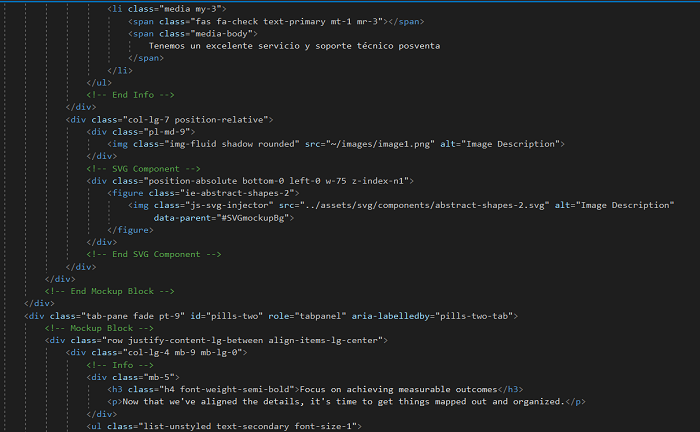 <li class="media my-3">
<span class="fas fa-check text-primary mt-1 mr-3"></span>
<span class="media-body">
Tenemos un excelente servicio y soporte técnico posventa
</span>
</li>
</ul>
<!-- End Info -->
</div>
<div class="col-lg-7 position-relative">
<div class="pl-md-9">
<img class="img-fluid shadow rounded" src="~/images/image1.png" alt="Image Description">
</div>
<!-- SVG Component -->
<div class="position-absolute bottom-0 left-0 w-75 z-index-n1">
<figure class="ie-abstract-shapes-2">
<img class="js-svg-injector" src="../assets/svg/components/abstract-shapes-2.svg" alt="Image Description"
data-parent="#SVGmockupBg">
</figure>
</div>
<!-- End SVG Component -->
</div>
</div>
<!-- End Mockup Block -->
</div>
<div class="tab-pane fade pt-9" id="pills-two" role="tabpanel" aria-labelledby="pills-two-tab">
<!-- Mockup Block -->
<div class="row justify-content-lg-between align-items-lg-center">
<div class="col-lg-4 mb-9 mb-lg-0">
<!-- Info -->
<div class="mb-5">
<h3 class="h4 font-weight-semi-bold">Focus on achieving measurable outcomes</h3>
<p>Now that we've aligned the details, it's time to get things mapped out and organized.</p>
</div>
<ul class="list-unstyled text-secondary font-size-1">